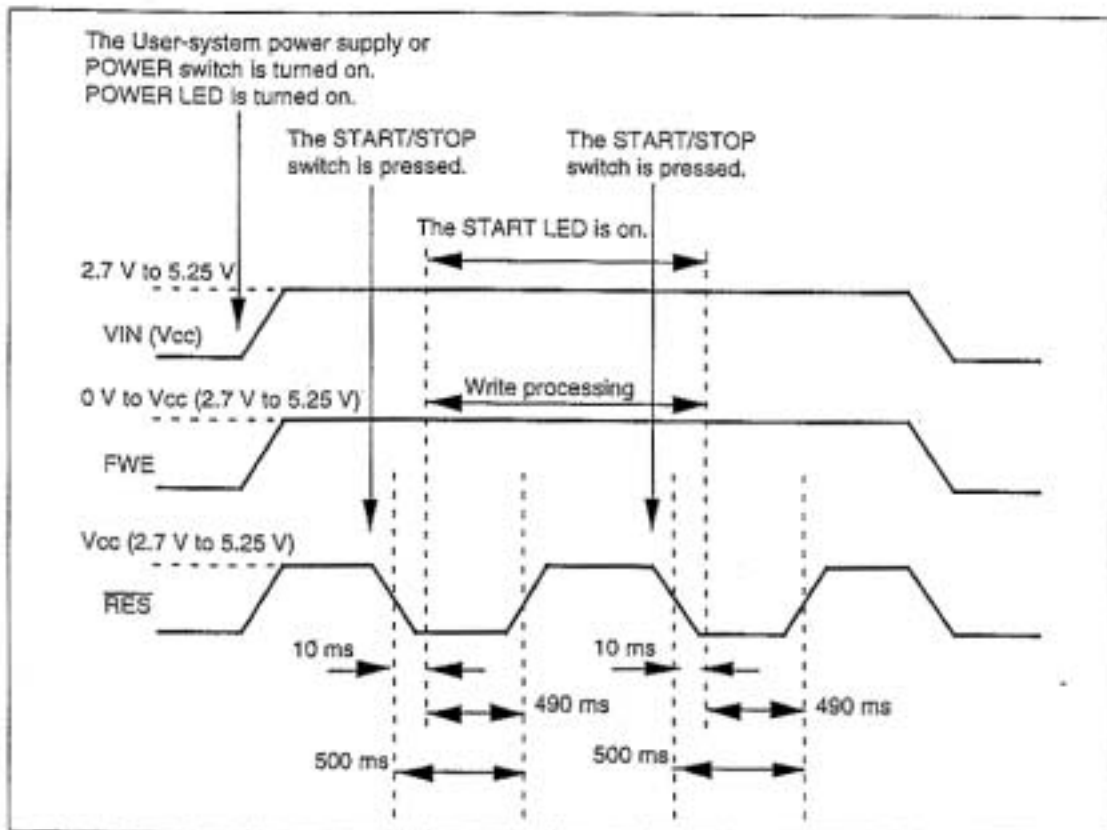 The User-system power supply or
POWER switch is turned on.
POWER LED is turned on.
The START/STOP
switch is pressed.
The START/STOP
switch is pressed.
The START LED is on.
2.7 V to 5.25 V
VIN (Vcc)
Write processing
0 V to Vcc (2.7 V to 5.25 V)
FWE
Vcc (2.7 V to 5.25 V)
RES
10 ms
10 ms
490 ms
490 ms
500 ms
500 ms